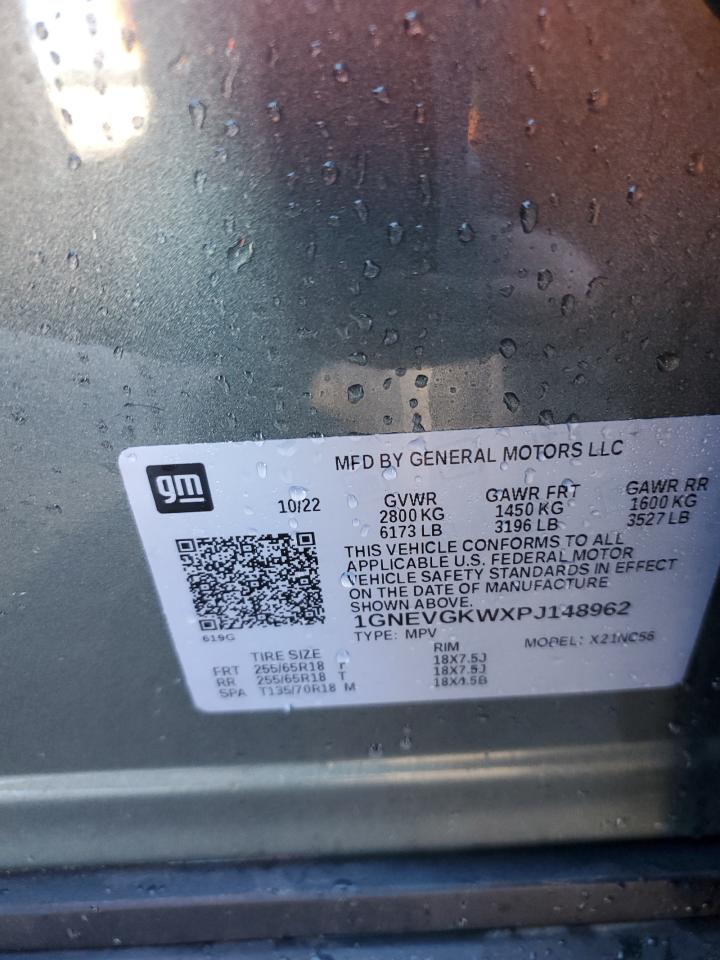 MFD BY GENERAL MOTORS LLC
gm
10/22
GVWR GAWR FRT GAWR RR
2800 KG 1450 KG 1600 KG
6173 LB 3196 LB 3527 LB
THIS VEHICLE CONFORMS TO ALL
APPLICABLE U.S. FEDERAL MOTOR
VEHICLE SAFETY STANDARDS IN EFFECT
ON THE DATE OF MANUFACTURE
SHOWN ABOVE.
1GNEVGKWXPJ148962
619G
TYPE: MPV MODEL: X21NC56
TIRE SIZE RIM
FRT 255/65R18 18X7.5J
RR 255/65R18 T 18X7.5J
SPA T135/70R18 M 18X4.5B